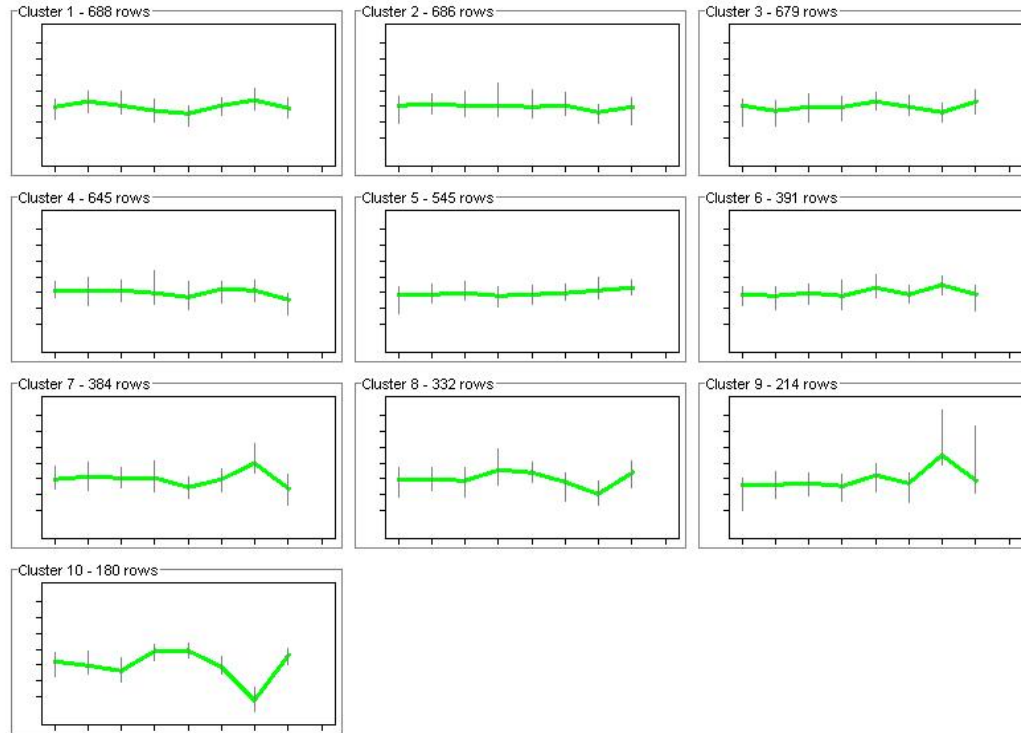 Cluster 1 - 688 rows
Cluster 2 - 686 rows
Cluster 3 - 679 rows
Cluster 4 - 645 rows
Cluster 5 - 545 rows
Cluster 6 - 391 rows
Cluster 7 - 384 rows
Cluster 8 - 332 rows
Cluster 9 - 214 rows
Cluster 10 - 180 rows